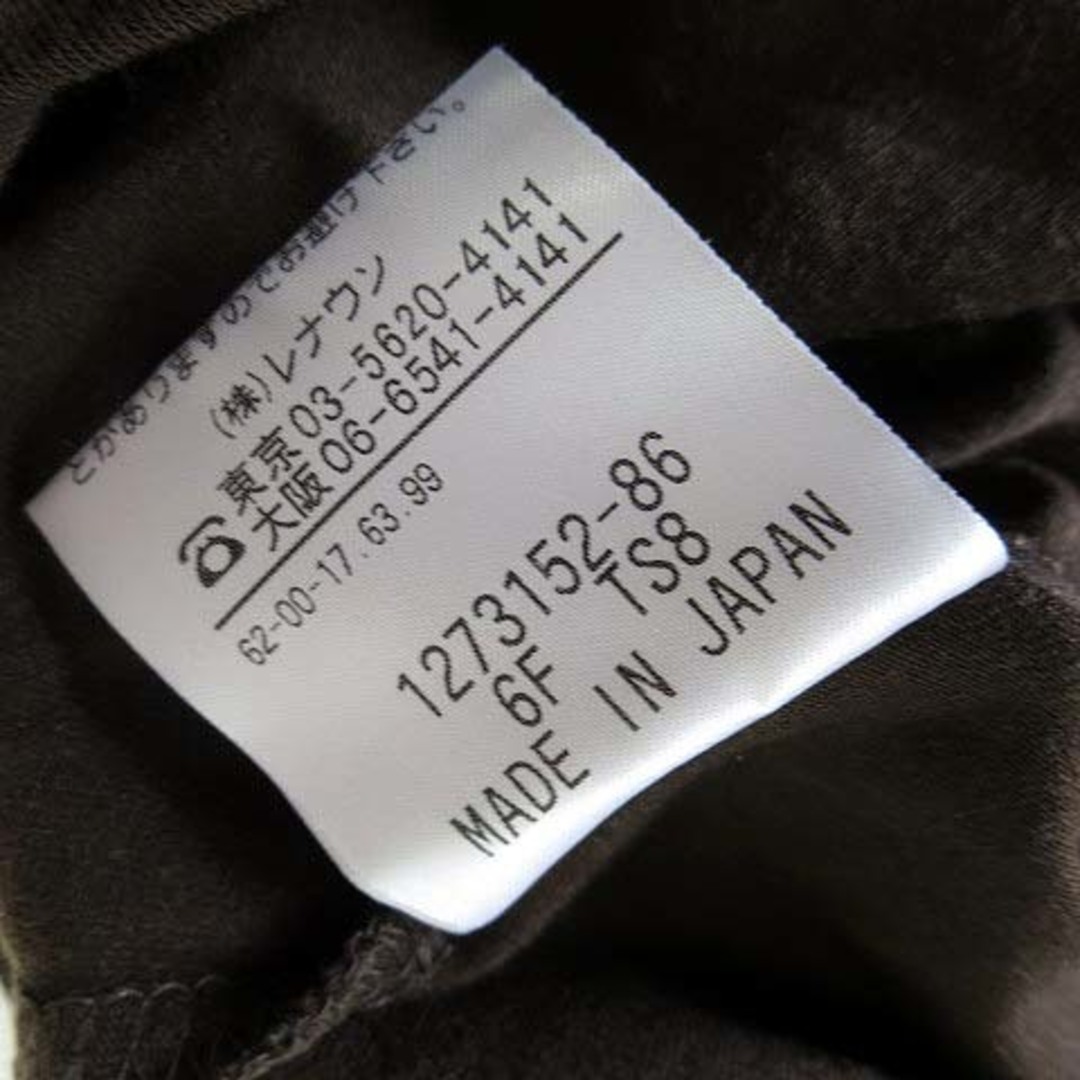 とがありますのでお避け下さい。
(株)レナウン
東京03-5620-4141
☎大阪06-6541-4141
62-00-17.63.99
1273152-86
6F TS8
MADE IN JAPAN